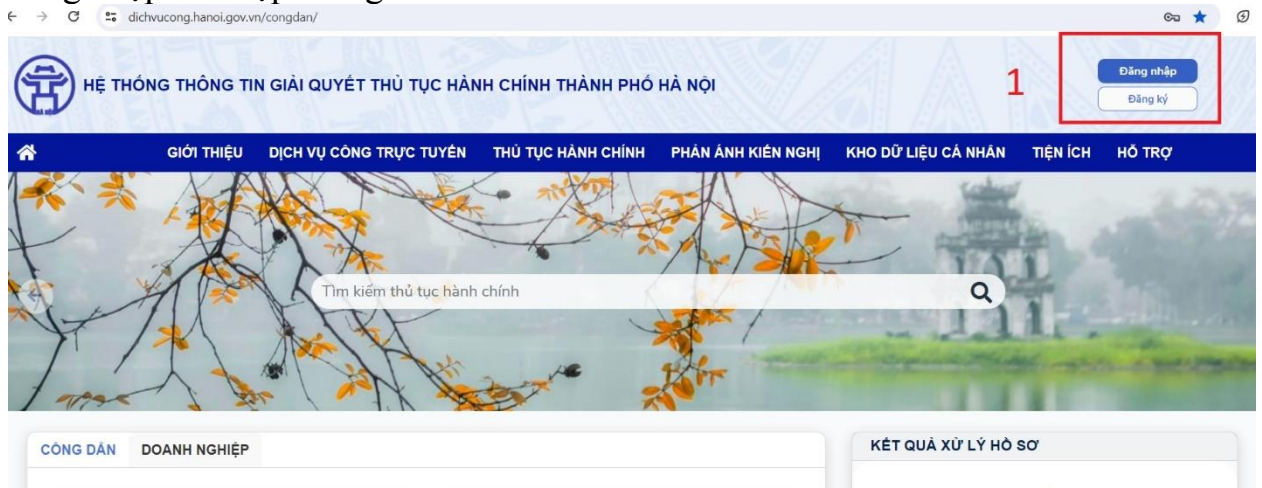 dichvucong.hanoi.gov.vn/congdan/
HỆ THỐNG THÔNG TIN GIẢI QUYẾT THỦ TỤC HÀNH CHÍNH THÀNH PHỐ HÀ NỘI
1
Đăng nhập
Đăng ký
GIỚI THIỆU DỊCH VỤ CÔNG TRỰC TUYẾN THỦ TỤC HÀNH CHÍNH PHẢN ÁNH KIẾN NGHỊ KHO DỮ LIỆU CÁ NHÂN TIỆN ÍCH HỖ TRỢ
Tìm kiếm thủ tục hành chính
CÔNG DÂN DOANH NGHIỆP
KẾT QUẢ XỬ LÝ HỒ SƠ